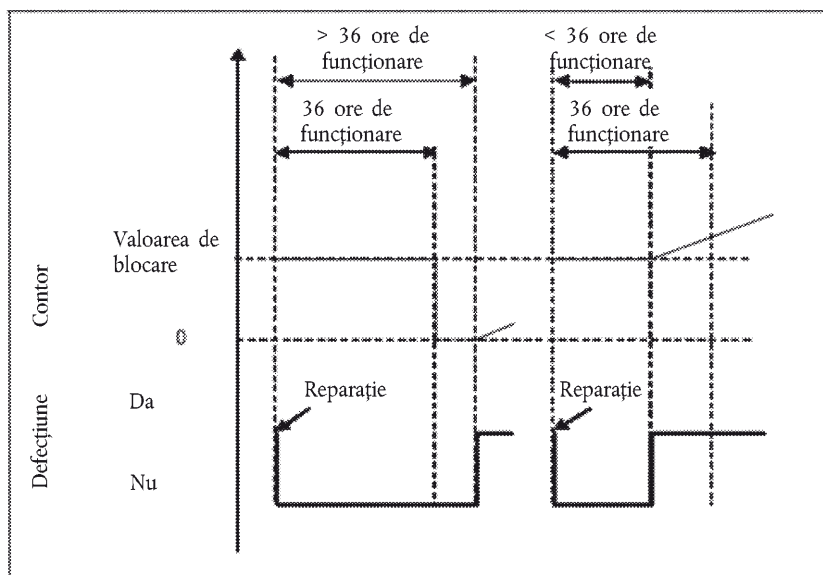 > 36 ore de
funcționare
< 36 ore de
funcționare
36 ore de
funcționare
36 ore de
funcționare
Valoarea de
blocare
Contor
0
Reparație
Reparație
Da
Defecțiune
Nu